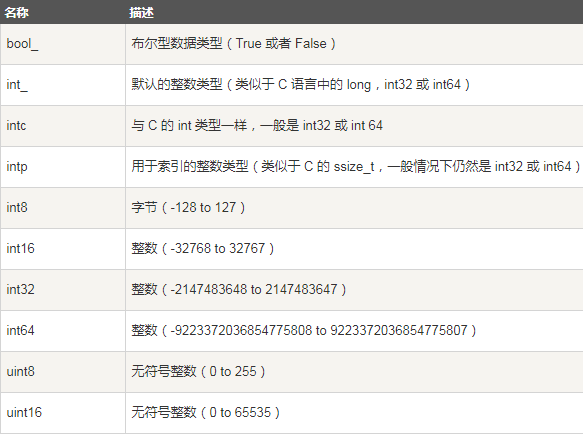 名称 描述
bool_ 布尔型数据类型（True 或者 False）
int_ 默认的整数类型（类似于 C 语言中的 long，int32 或 int64）
intc 与 C 的 int 类型一样，一般是 int32 或 int 64
intp 用于索引的整数类型（类似于 C 的 ssize_t，一般情况下仍然是 int32 或 int64）
int8 字节（-128 to 127）
int16 整数（-32768 to 32767）
int32 整数（-2147483648 to 2147483647）
int64 整数（-9223372036854775808 to 9223372036854775807）
uint8 无符号整数（0 to 255）
uint16 无符号整数（0 to 65535）